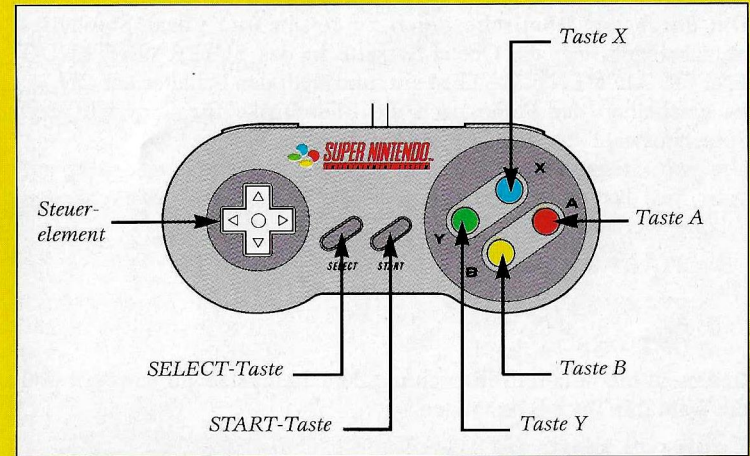 Taste X
SUPER NINTENDO
ENTERTAINMENT SYSTEM
X
A
Y
B
Steuer-
element
Taste A
SELECT
START
SELECT-Taste
Taste B
START-Taste
Taste Y